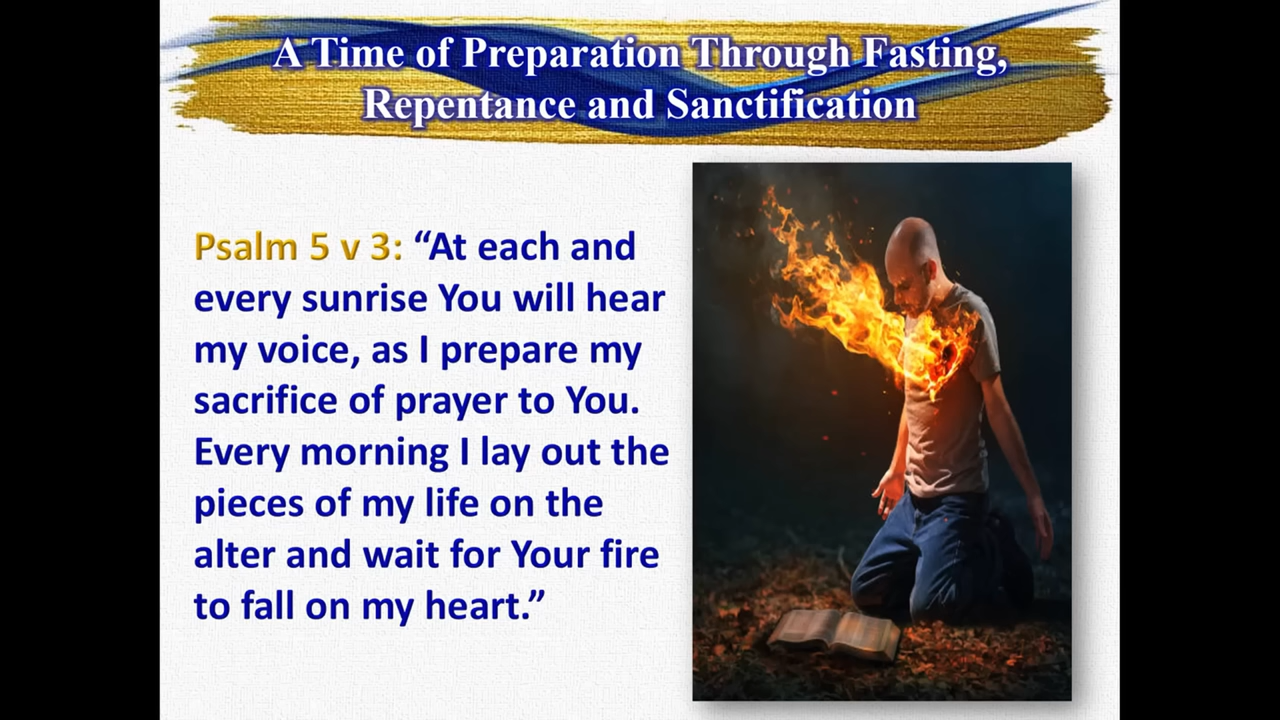 A Time of Preparation Through Fasting,
Repentance and Sanctification
Psalm 5 v 3: “At each and
every sunrise You will hear
my voice, as I prepare my
sacrifice of prayer to You.
Every morning I lay out the
pieces of my life on the
alter and wait for Your fire
to fall on my heart.”